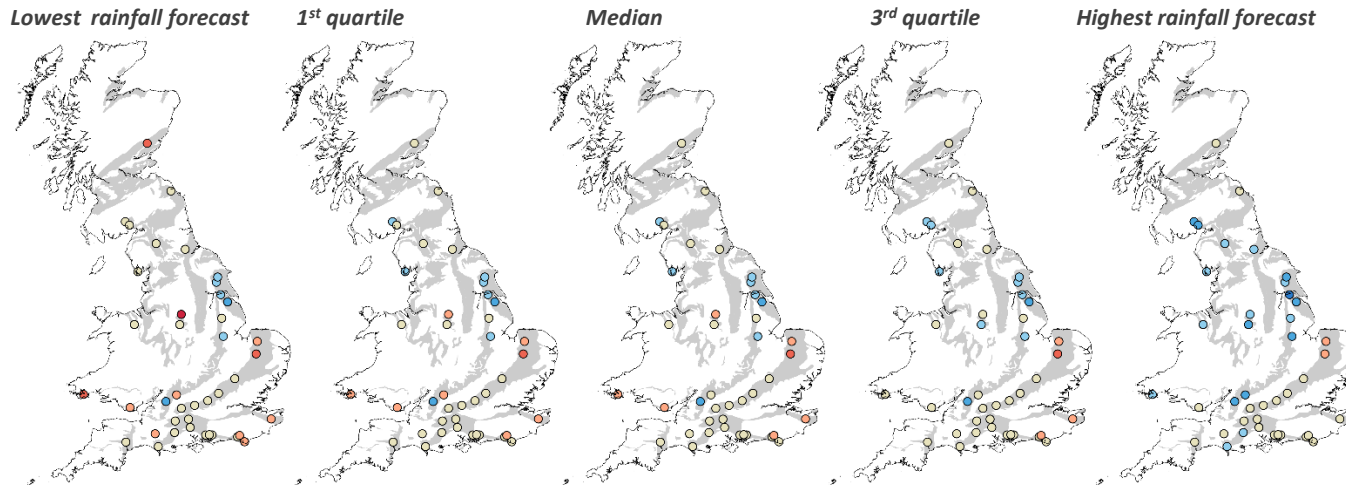 Lowest rainfall forecast
1st quartile
Median
3rd quartile
Highest rainfall forecast